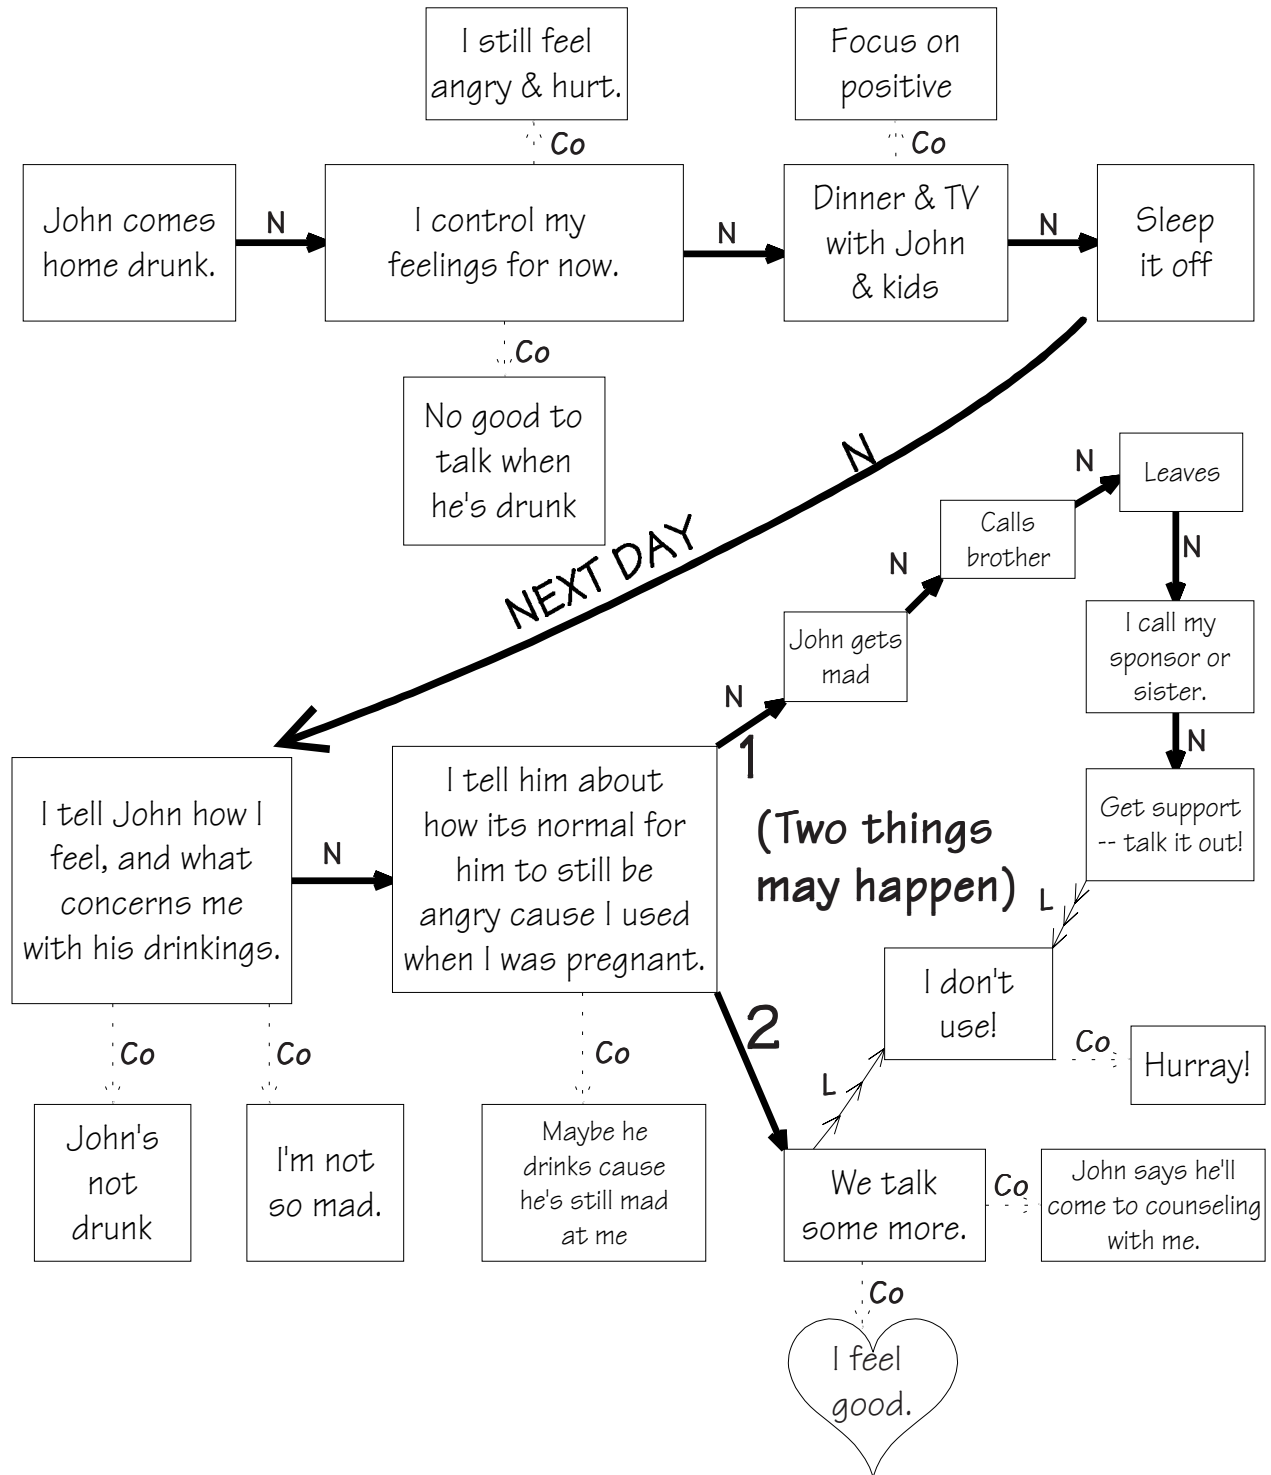 I still feel
angry & hurt.
Focus on
positive
Co
Co
John comes
home drunk.
N
I control my
feelings for now.
N
Dinner & TV
with John
& kids
N
Sleep
it off
Co
No good to
talk when
he's drunk
N
NEXT DAY
N
Leaves
Calls
brother
N
N
John gets
mad
I call my
sponsor or
sister.
N
1
N
Get support
-- talk it out!
I tell John how I
feel, and what
concerns me
with his drinkings.
N
I tell him about
how its normal for
him to still be
angry cause I used
when I was pregnant.
(Two things
may happen)
L
I don't
use!
2
Co
Hurray!
Co
Co
Co
L
John's
not
drunk
I'm not
so mad.
Maybe he
drinks cause
he's still mad
at me
We talk
some more.
Co
John says he'll
come to counseling
with me.
Co
I feel
good.